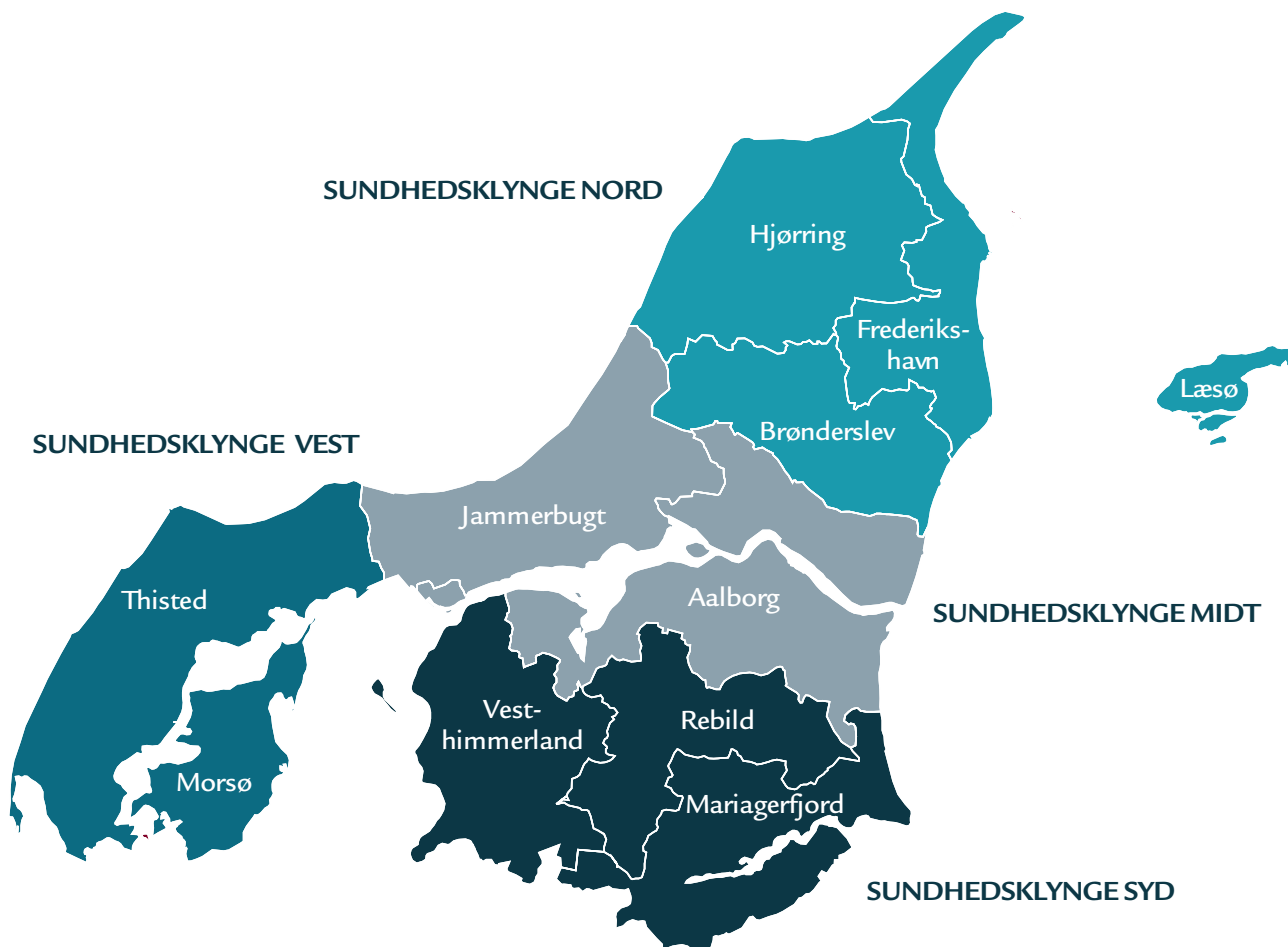 SUNDHEDSKLYNGE NORD
Hjørring
Frederiks-
havn
Læsø
Brønderslev
SUNDHEDSKLYNGE VEST
Jammerbugt
Thisted
Aalborg
SUNDHEDSKLYNGE MIDT
Vest-
himmerland
Rebild
Morsø
Mariagerfjord
SUNDHEDSKLYNGE SYD